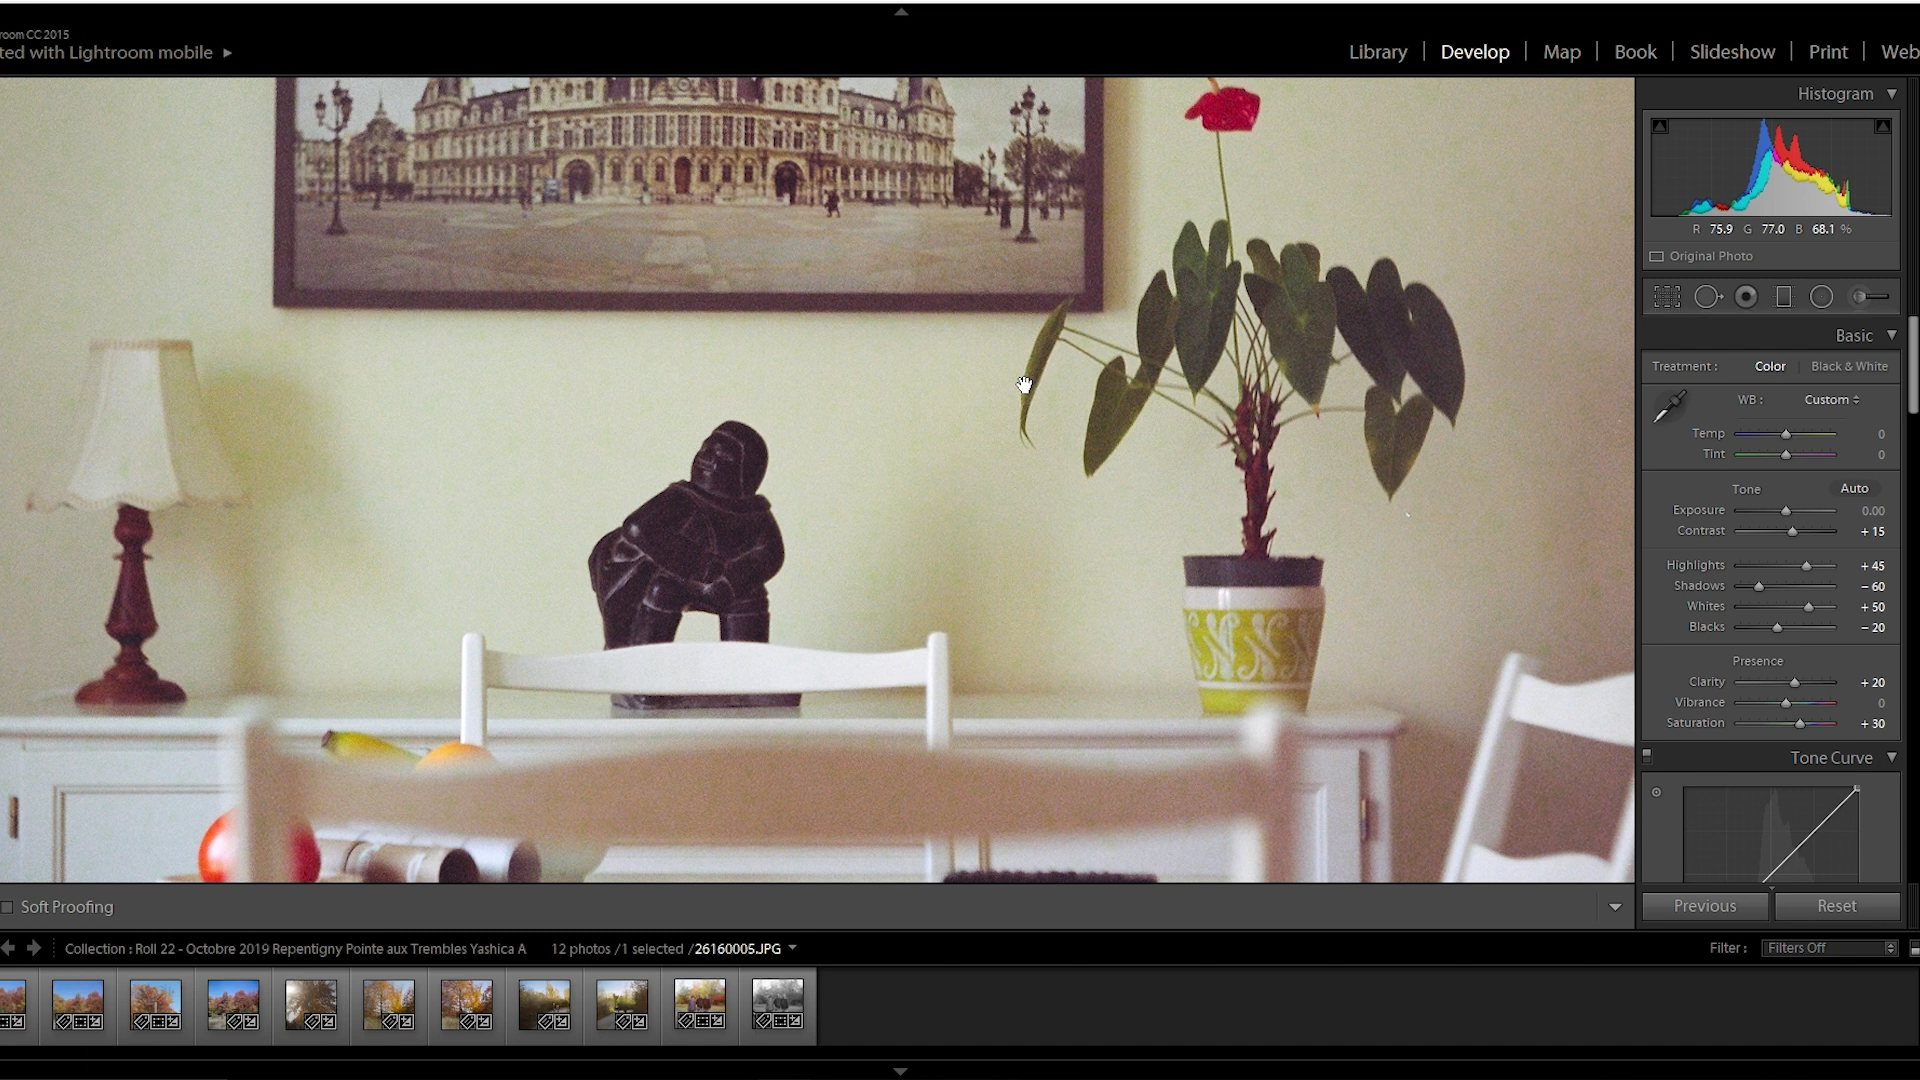 room CC 2015
ted with Lightroom mobile
Library | Develop | Map | Book | Slideshow | Print | Web
Histogram
R 75.9 G 77.0 B 68.1 %
Original Photo
Basic
Treatment : Color Black & White
WB : Custom
Temp 0
Tint 0
Tone Auto
Exposure 0.00
Contrast + 15
Highlights + 45
Shadows − 60
Whites + 50
Blacks − 20
Presence
Clarity + 20
Vibrance 0
Saturation + 30
Tone Curve
Previous Reset
Soft Proofing
Collection : Roll 22 - Octobre 2019 Repentigny Pointe aux Trembles Yashica A 12 photos / 1 selected / 26160005.JPG
Filter : Filters Off